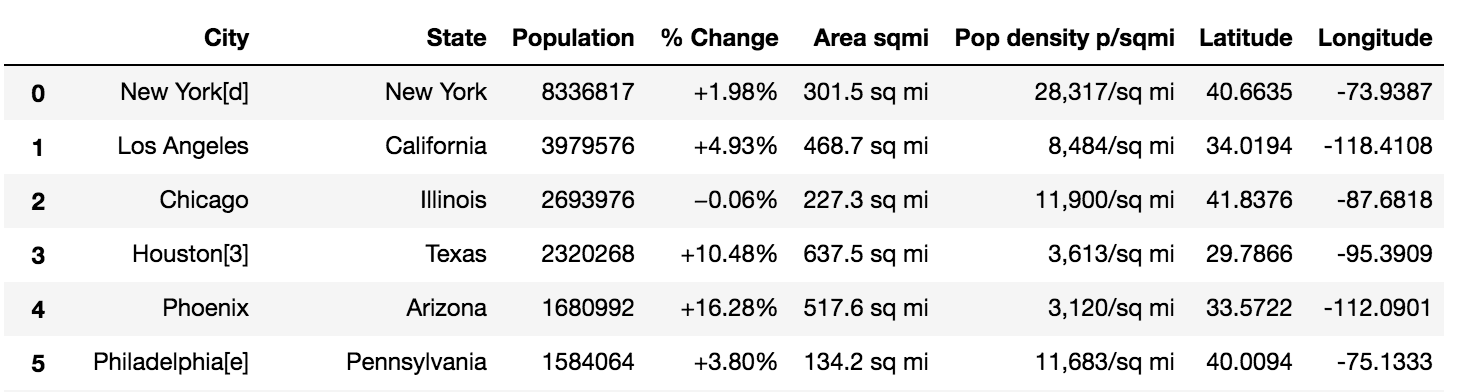 City State Population % Change Area sqmi Pop density p/sqmi Latitude Longitude
0 New York[d] New York 8336817 +1.98% 301.5 sq mi 28,317/sq mi 40.6635 -73.9387
1 Los Angeles California 3979576 +4.93% 468.7 sq mi 8,484/sq mi 34.0194 -118.4108
2 Chicago Illinois 2693976 −0.06% 227.3 sq mi 11,900/sq mi 41.8376 -87.6818
3 Houston[3] Texas 2320268 +10.48% 637.5 sq mi 3,613/sq mi 29.7866 -95.3909
4 Phoenix Arizona 1680992 +16.28% 517.6 sq mi 3,120/sq mi 33.5722 -112.0901
5 Philadelphia[e] Pennsylvania 1584064 +3.80% 134.2 sq mi 11,683/sq mi 40.0094 -75.1333